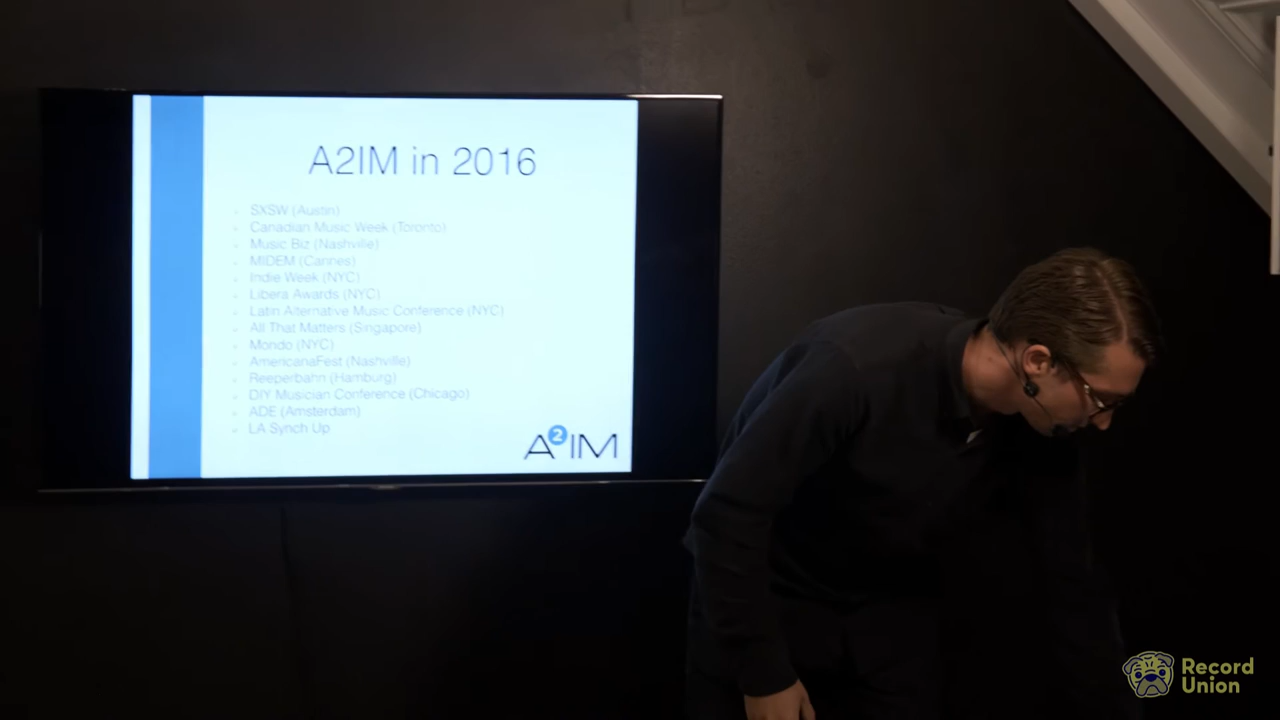 A2IM in 2016
SXSW (Austin)
Canadian Music Week (Toronto)
Music Biz (Nashville)
MIDEM (Cannes)
Indie Week (NYC)
Libera Awards (NYC)
Latin Alternative Music Conference (NYC)
All That Matters (Singapore)
Mondo (NYC)
AmericanaFest (Nashville)
Reeperbahn (Hamburg)
DIY Musician Conference (Chicago)
ADE (Amsterdam)
LA Synch Up
A2IM
Record
Union